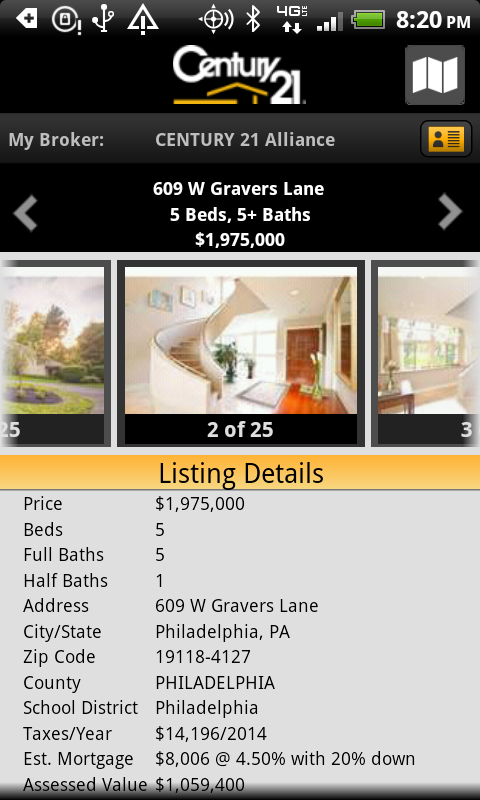 4G LTE 8:20 PM
Century 21
My Broker: CENTURY 21 Alliance
609 W Gravers Lane
5 Beds, 5+ Baths
$1,975,000
25 2 of 25 3
Listing Details
Price $1,975,000
Beds 5
Full Baths 5
Half Baths 1
Address 609 W Gravers Lane
City/State Philadelphia, PA
Zip Code 19118-4127
County PHILADELPHIA
School District Philadelphia
Taxes/Year $14,196/2014
Est. Mortgage $8,006 @ 4.50% with 20% down
Assessed Value $1,059,400